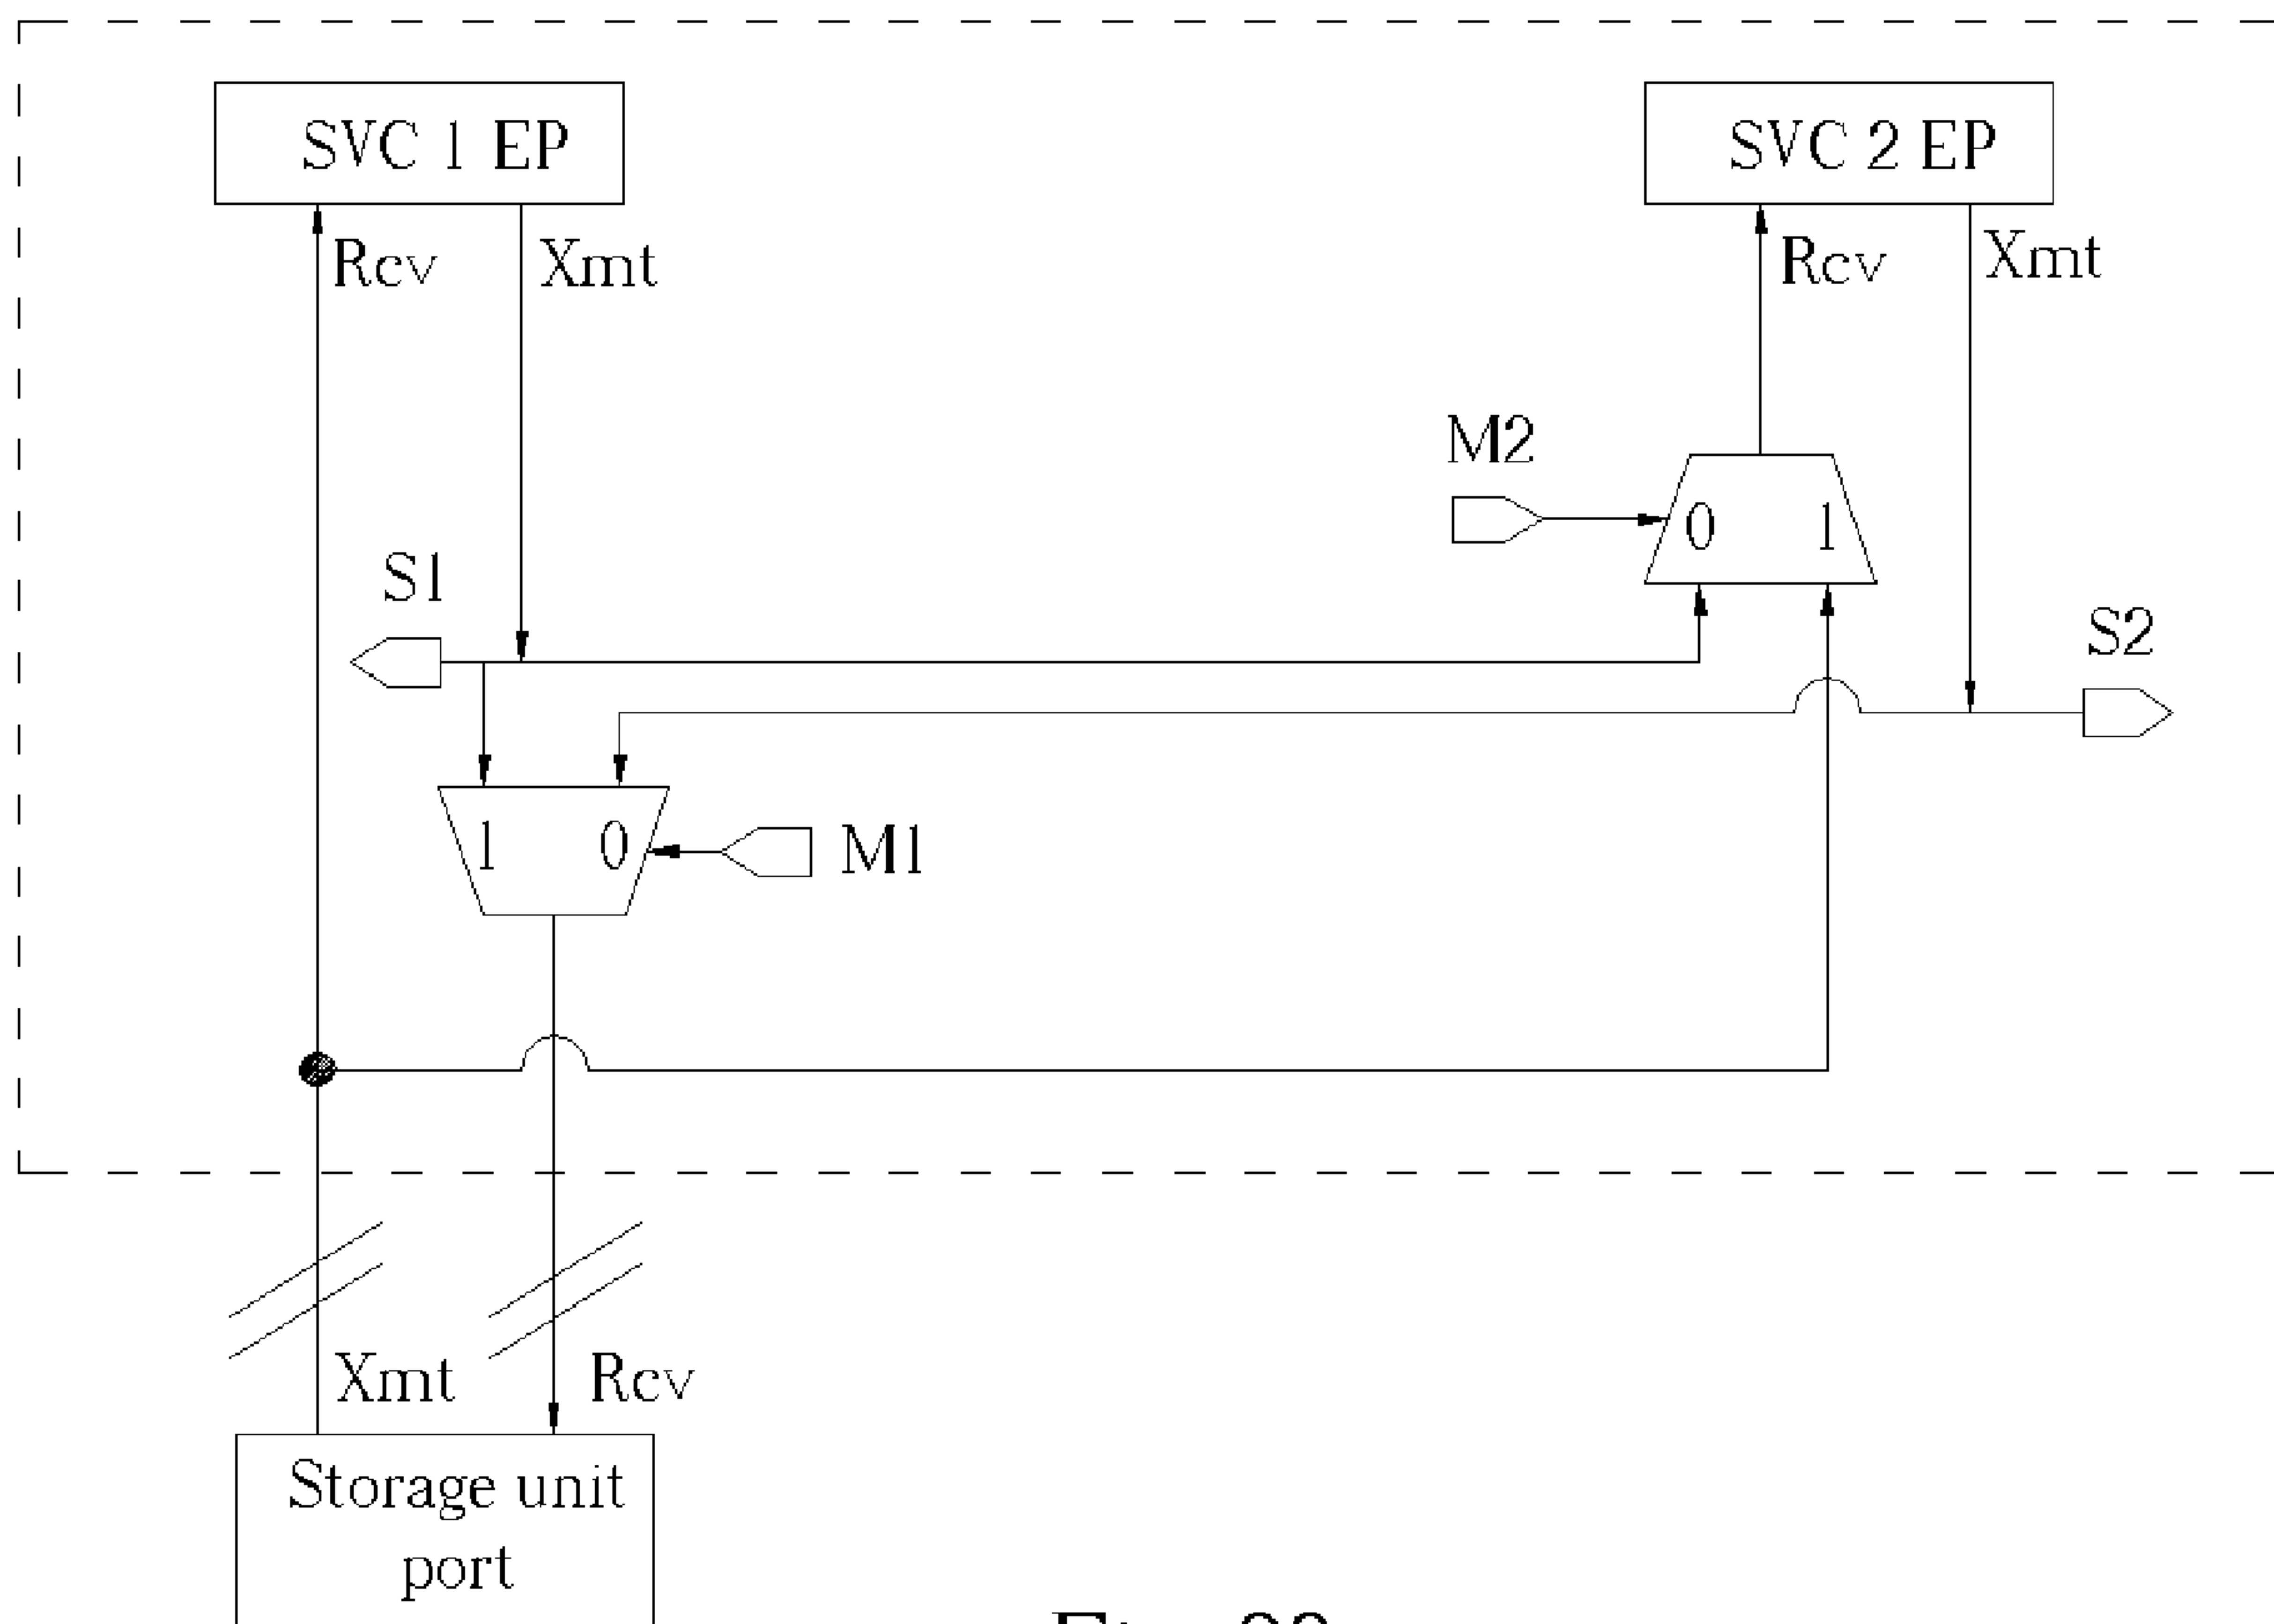 SVC 1 EP
SVC 2 EP
Rcv
Xmt
Rcv
Xmt
M2
0
1
S1
S2
1
0
M1
Xmt
Rcv
Storage unit
port